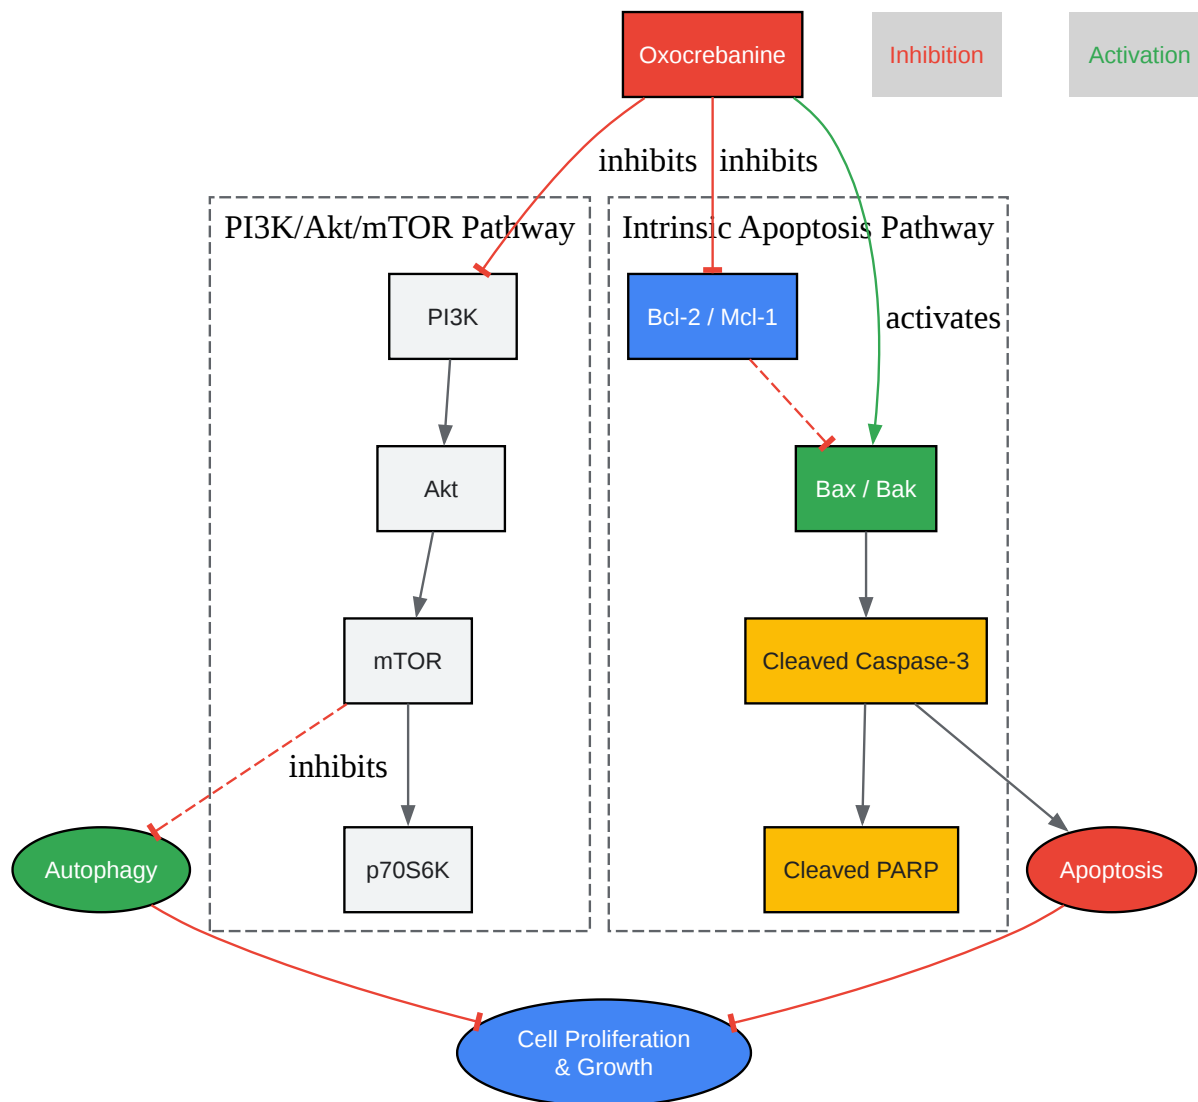 Oxocrebanine
Inhibition
Activation
inhibits
inhibits
PI3K/Akt/mTOR Pathway
Intrinsic Apoptosis Pathway
PI3K
Bcl-2 / Mcl-1
activates
Akt
Bax / Bak
mTOR
Cleaved Caspase-3
inhibits
Autophagy
p70S6K
Cleaved PARP
Apoptosis
Cell Proliferation
& Growth